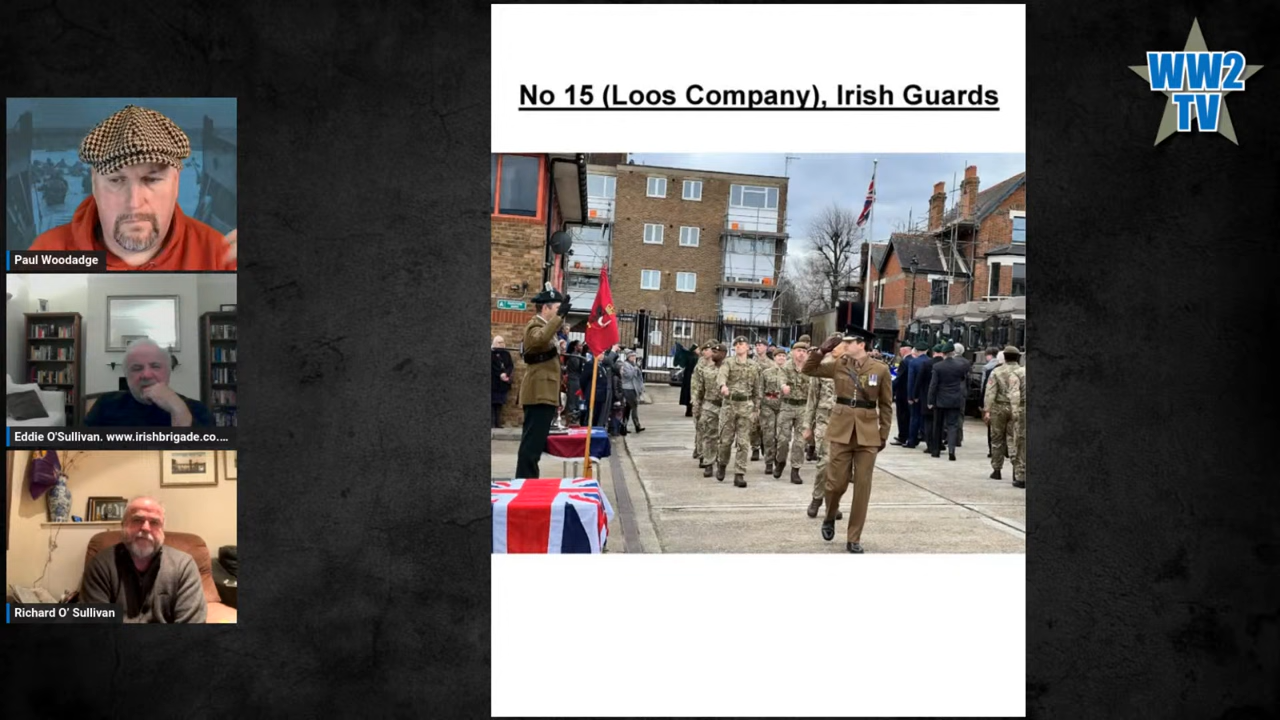 No 15 (Loos Company), Irish Guards
WW2
TV
Paul Woodadge
Eddie O'Sullivan. www.irishbrigade.co....
Richard O' Sullivan